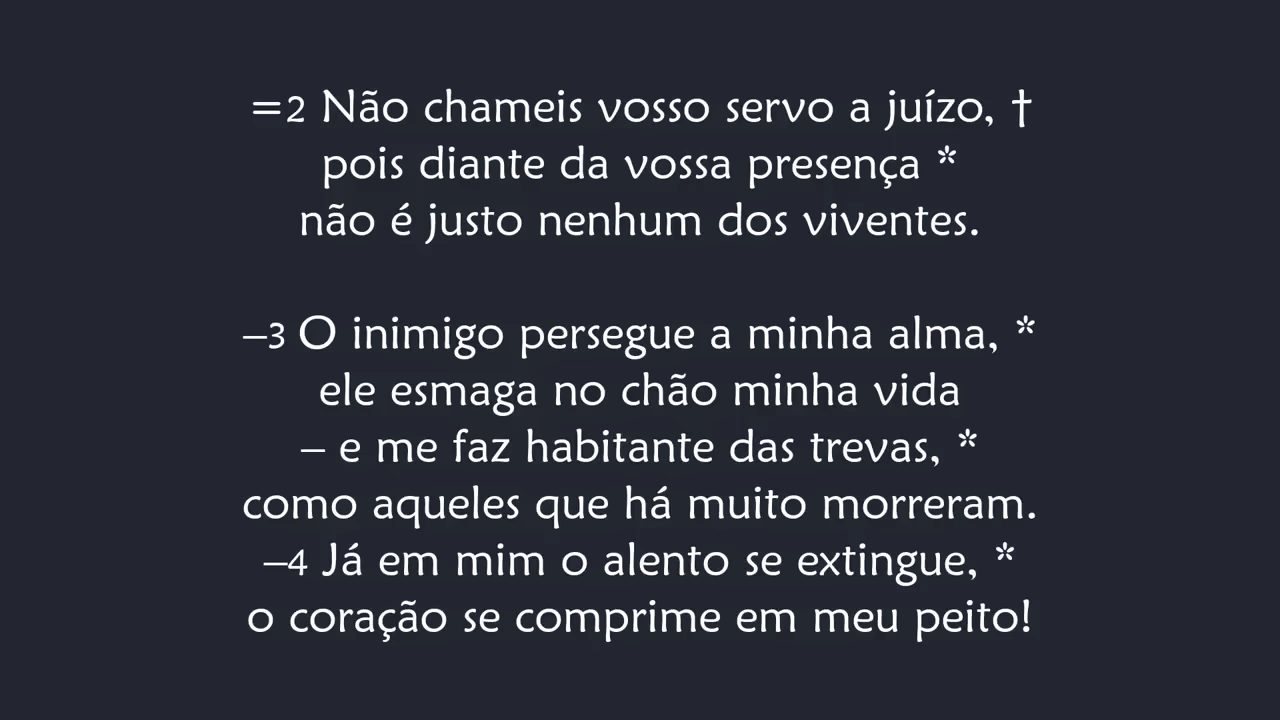 =2 Não chameis vosso servo a juízo, †
pois diante da vossa presença *
não é justo nenhum dos viventes.
–3 O inimigo persegue a minha alma, *
ele esmaga no chão minha vida
– e me faz habitante das trevas, *
como aqueles que há muito morreram.
–4 Já em mim o alento se extingue, *
o coração se comprime em meu peito!